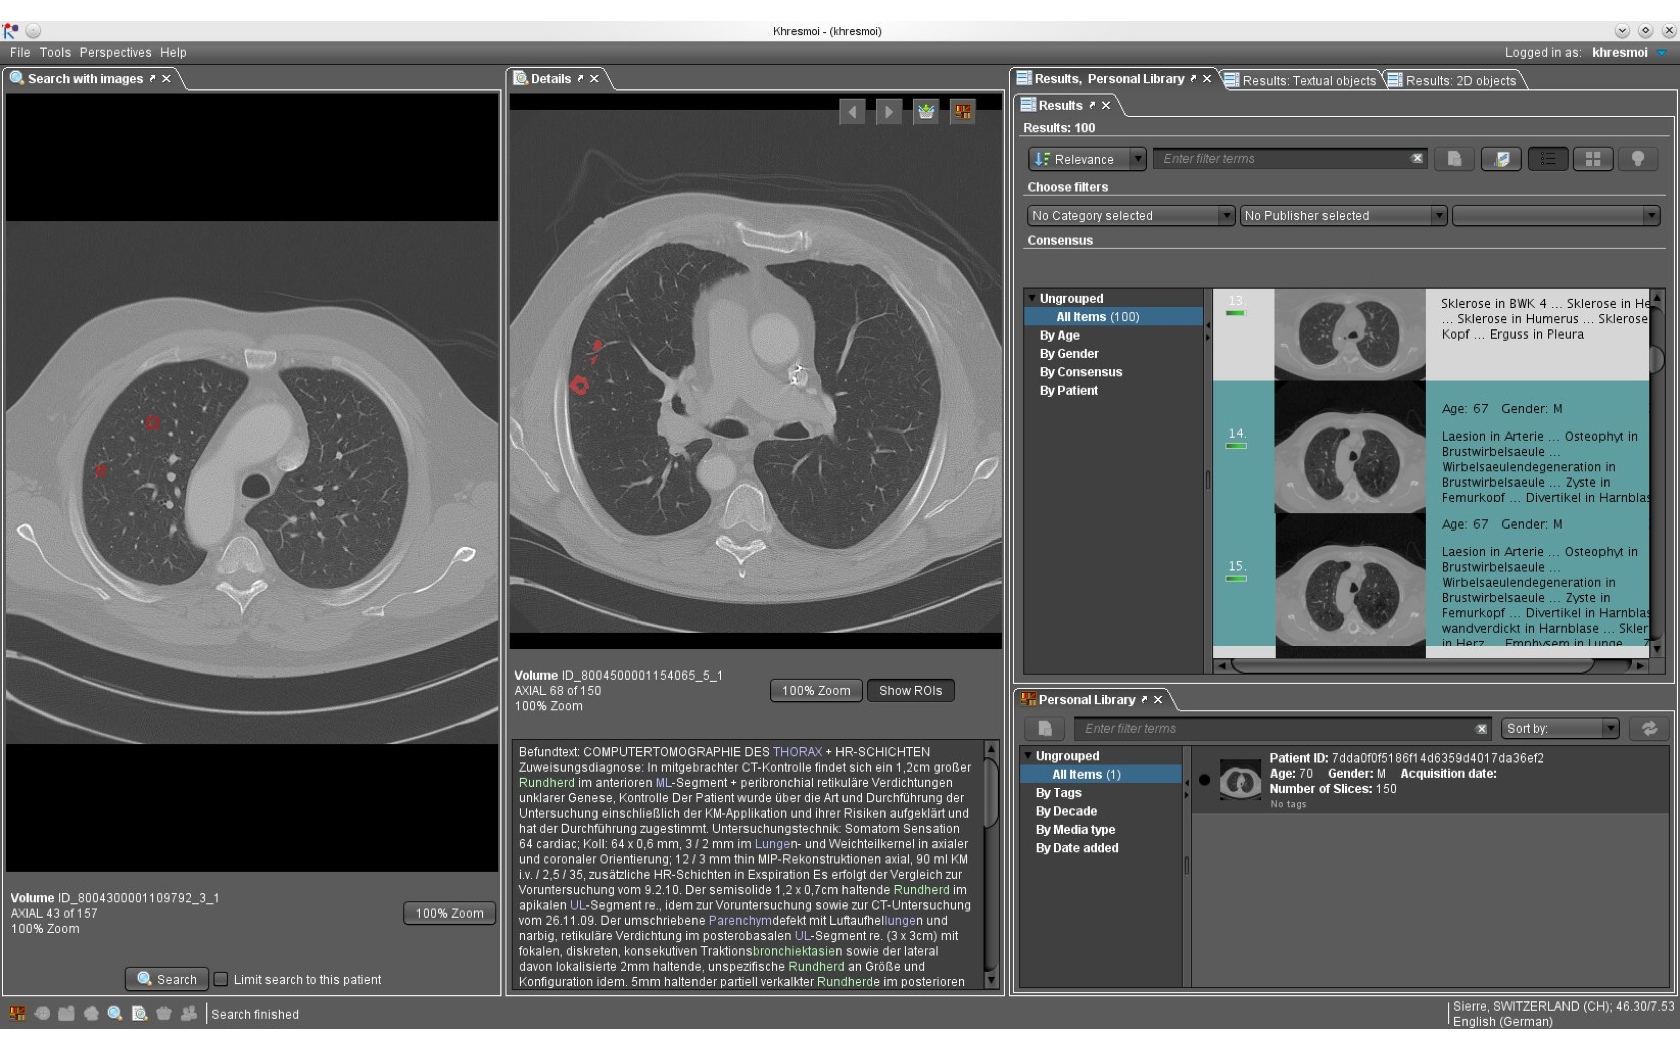 Khresmoi - (khresmoi)
File Tools Perspectives Help
Logged in as: khresmoi
Search with images
Volume ID_8004300001109792_3_1
AXIAL 43 of 157
100% Zoom
100% Zoom
Search
Limit search to this patient
Details
Volume ID_8004500001154065_5_1
AXIAL 68 of 150
100% Zoom
100% Zoom
Show ROIs
Befundtext: COMPUTERTOMOGRAPHIE DES THORAX + HR-SCHICHTEN
Zuweisungsdiagnose: In mitgebrachter CT-Kontrolle findet sich ein 1,2cm großer
Rundherd im anterioren ML-Segment + peribronchial retikuläre Verdichtungen
unklarer Genese, Kontrolle Der Patient wurde über die Art und Durchführung der
Untersuchung einschließlich der KM-Applikation und ihrer Risiken aufgeklärt und
hat der Durchführung zugestimmt. Untersuchungstechnik: Somatom Sensation
64 cardiac; Koll: 64 x 0,6 mm, 3 / 2 mm im Lungen- und Weichteilkernel in axialer
und coronaler Orientierung; 12 / 3 mm thin MIP-Rekonstruktionen axial, 90 ml KM
i.v. / 2,5 / 35, zusätzliche HR-Schichten in Exspiration Es erfolgt der Vergleich zur
Voruntersuchung vom 9.2.10. Der semisolide 1,2 x 0,7cm haltende Rundherd im
apikalen UL-Segment re., idem zur Voruntersuchung sowie zur CT-Untersuchung
vom 26.11.09. Der umschriebene Parenchymdefekt mit Luftaufhellungen und
narbig, retikuläre Verdichtung im posterobasalen UL-Segment re. (3 x 3cm) mit
fokalen, diskreten, konsekutiven Traktionsbronchiektasien sowie der lateral
davon lokalisierte 2mm haltende, unspezifische Rundherd an Größe und
Konfiguration idem. 5mm haltender partiell verkalkter Rundherde im posterioren
Results, Personal Library
Results: Textual objects
Results: 2D objects
Results
Results: 100
Relevance
Enter filter terms
Choose filters
No Category selected
No Publisher selected
Consensus
Ungrouped
All Items (100)
By Age
By Gender
By Consensus
By Patient
13.
Sklerose in BWK 4 ... Sklerose in He
... Sklerose in Humerus ... Sklerose
Kopf ... Erguss in Pleura
14.
Age: 67 Gender: M
Laesion in Arterie ... Osteophyt in
Brustwirbelsaeule ...
Wirbelsaeulendegeneration in
Brustwirbelsaeule ... Zyste in
Femurkopf ... Divertikel in Harnblas
15.
Age: 67 Gender: M
Laesion in Arterie ... Osteophyt in
Brustwirbelsaeule ...
Wirbelsaeulendegeneration in
Brustwirbelsaeule ... Zyste in
Femurkopf ... Divertikel in Harnblas
wandverdickt in Harnblase ... Skler
in Herz ... Emphysem in Lunge ... Z
Personal Library
Enter filter terms
Sort by:
Ungrouped
All Items (1)
By Tags
By Decade
By Media type
By Date added
Patient ID: 7dda0f0f5186f14d6359d4017da36ef2
Age: 70 Gender: M Acquisition date:
Number of Slices: 150
No tags
Search finished
Sierre, SWITZERLAND (CH); 46.30/7.53
English (German)